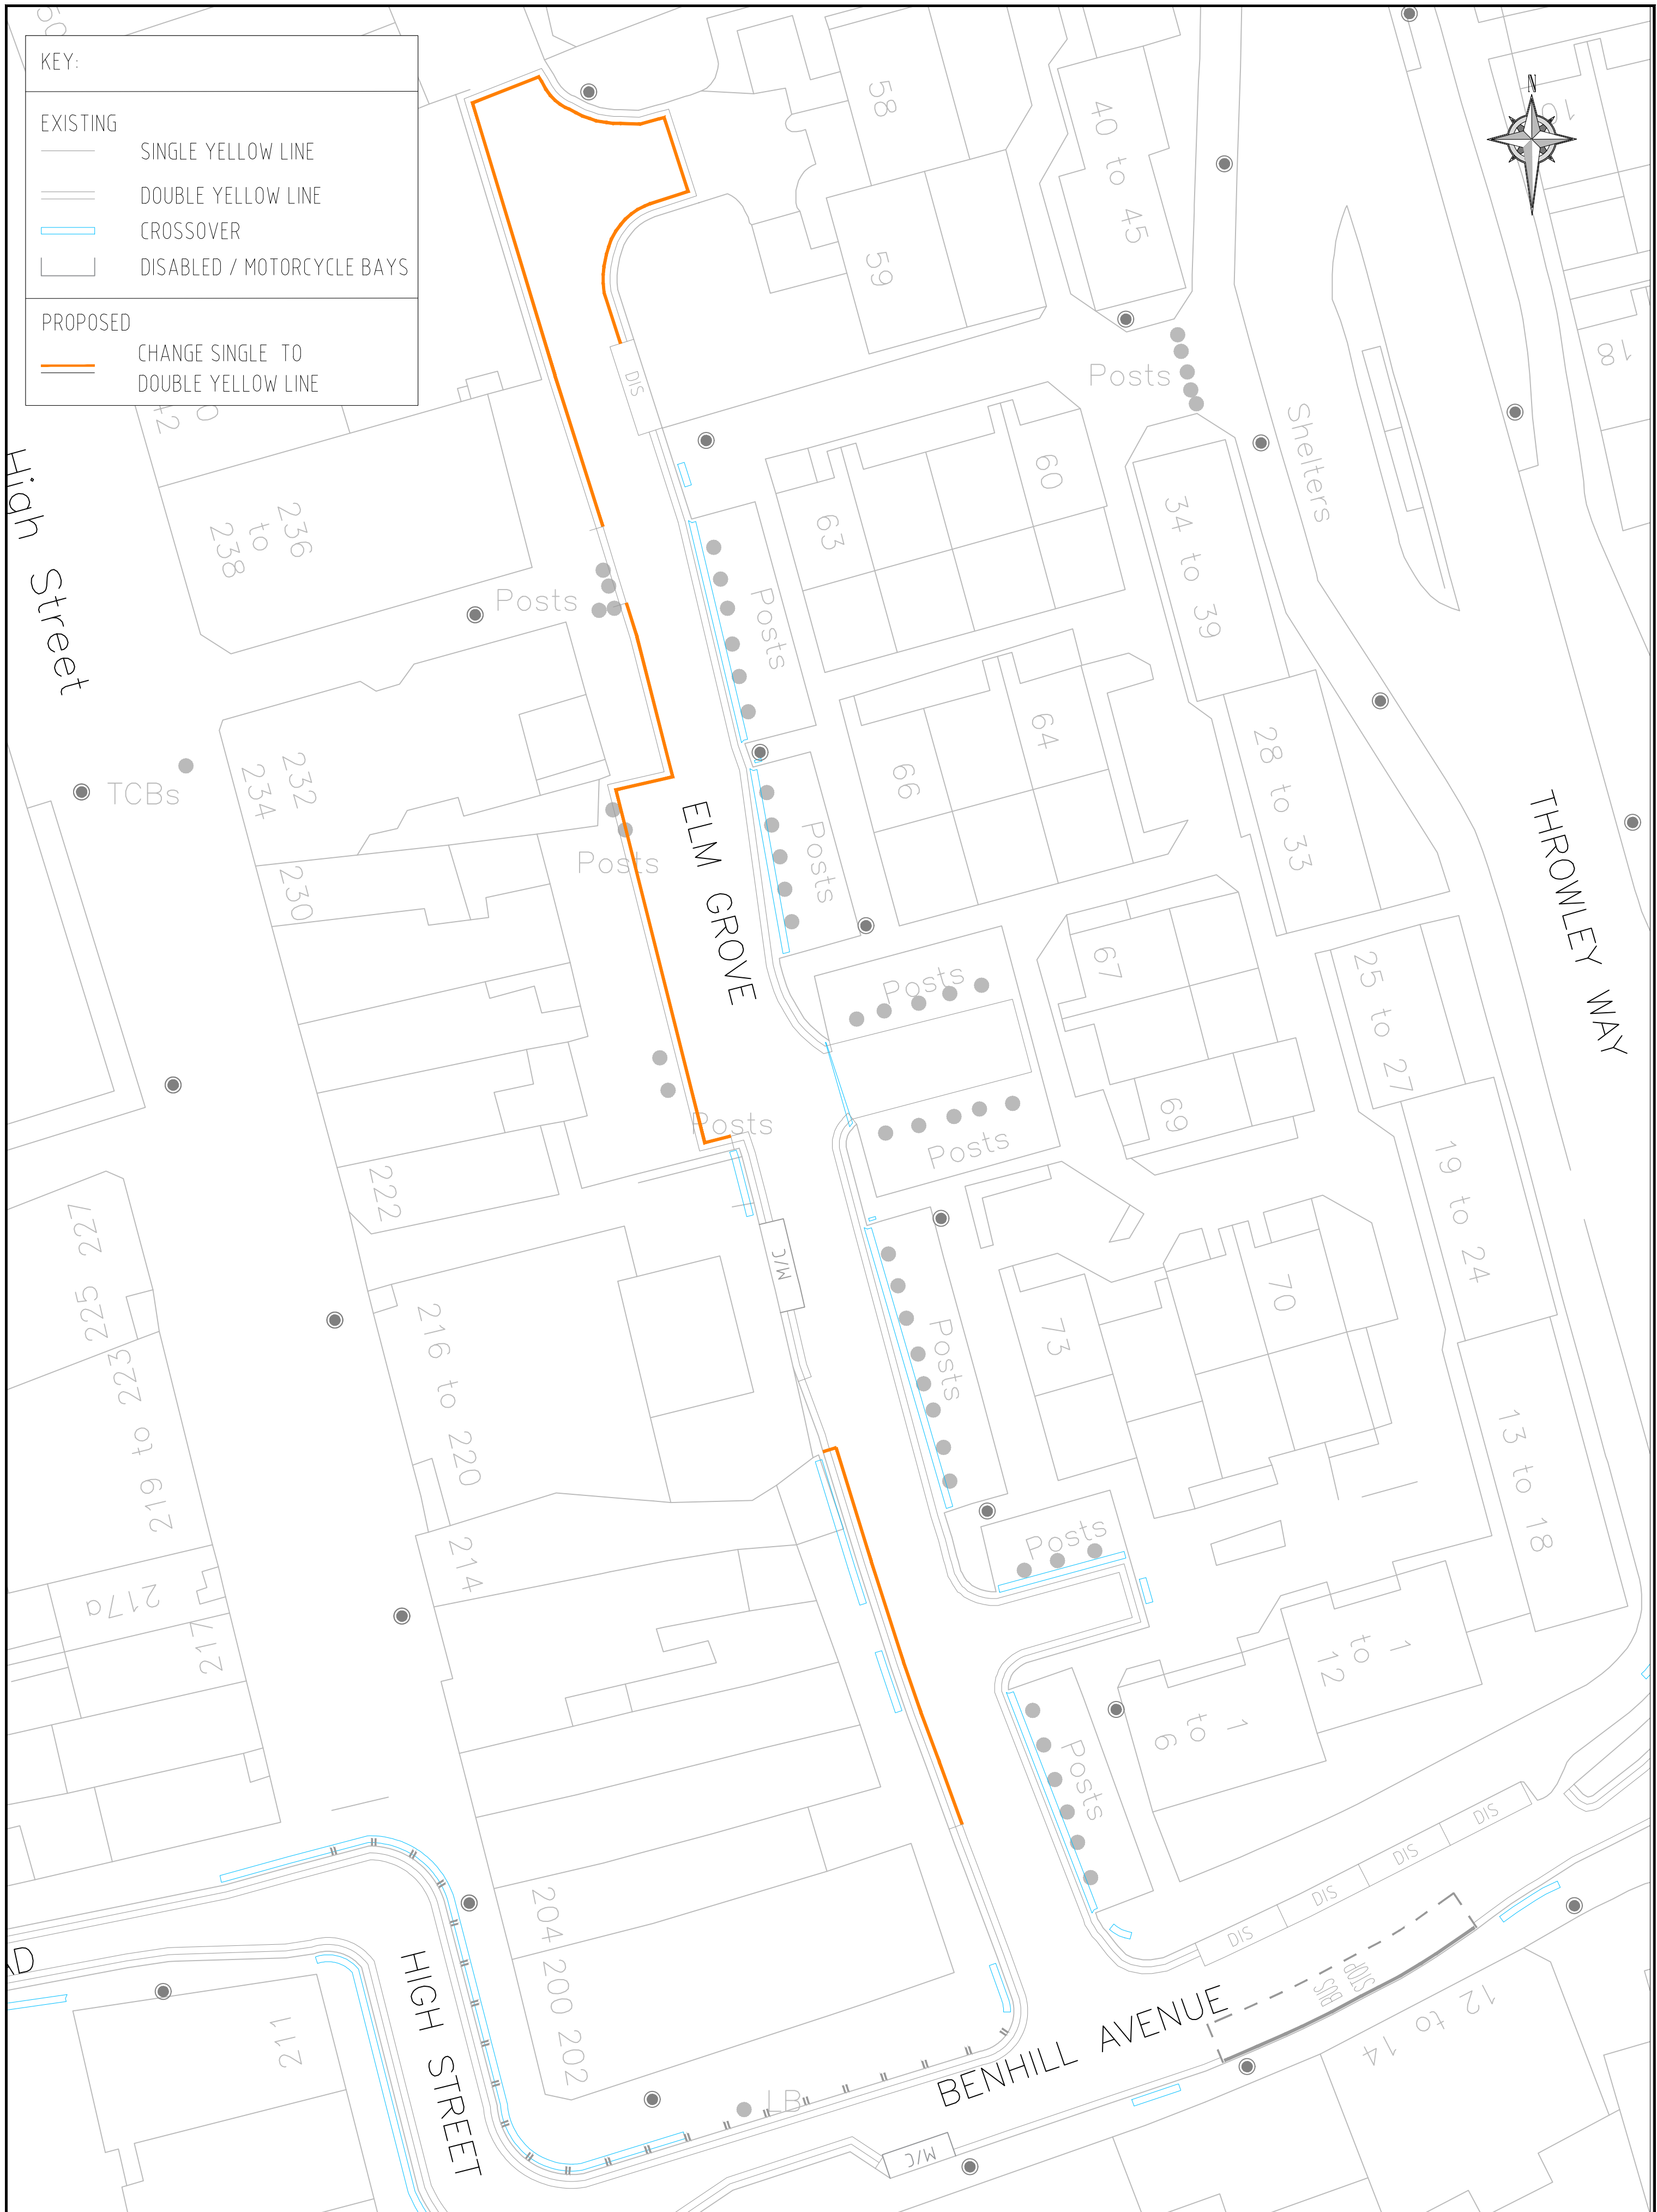 KEY:
EXISTING
SINGLE YELLOW LINE
DOUBLE YELLOW LINE
CROSSOVER
DISABLED / MOTORCYCLE BAYS
PROPOSED
CHANGE SINGLE TO
DOUBLE YELLOW LINE
N
58
40 to 45
59
18
DIS
Posts
Shelters
High Street
236
to
238
60
63
34 to 39
Posts
Posts
64
66
28 to 33
232
234
TCBs
230
Posts
Posts
ELM GROVE
THROWLEY WAY
67
25 to 27
Posts
69
Posts
Posts
222
19 to 24
225 227
M/C
70
73
Posts
216 to 220
219 to 223
13 to 18
Posts
214
217a
217
1
to
12
1
to
6
Posts
DIS
DIS
DIS
DIS
BUS
STOP
204 200 202
HIGH STREET
BENHILL AVENUE
12 to 14
211
LB
M/C